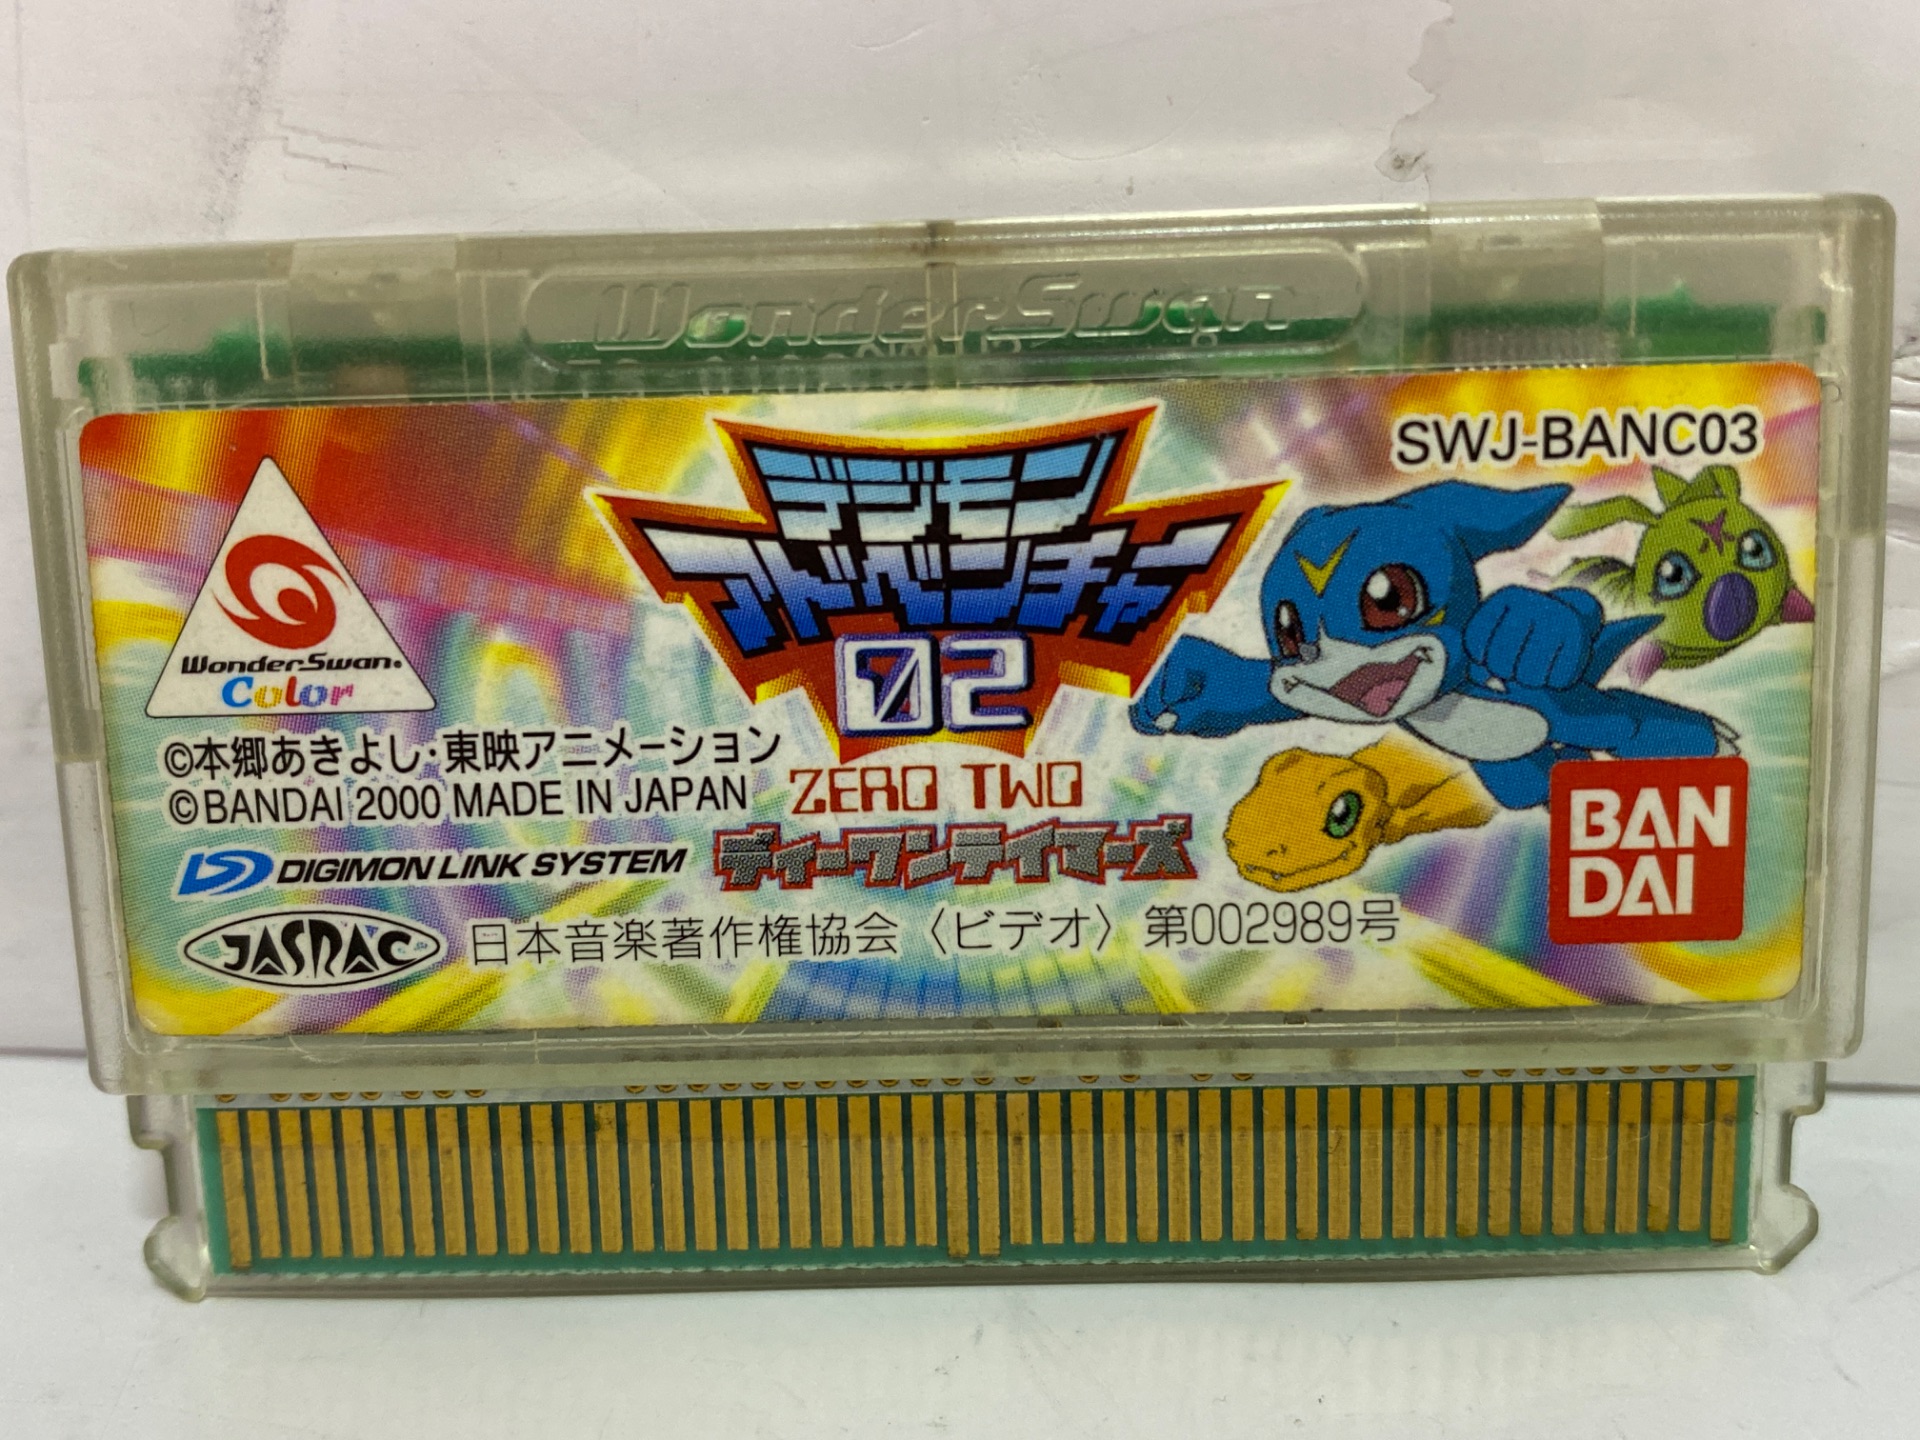 WonderSwan
SWJ-BANC03
デジモン
アドベンチャー
02
ZERO TWO
ディーワンテイマーズ
WonderSwan
Color
©本郷あきよし・東映アニメーション
©BANDAI 2000 MADE IN JAPAN
DIGIMON LINK SYSTEM
JASRAC
日本音楽著作権協会〈ビデオ〉第002989号
BAN
DAI